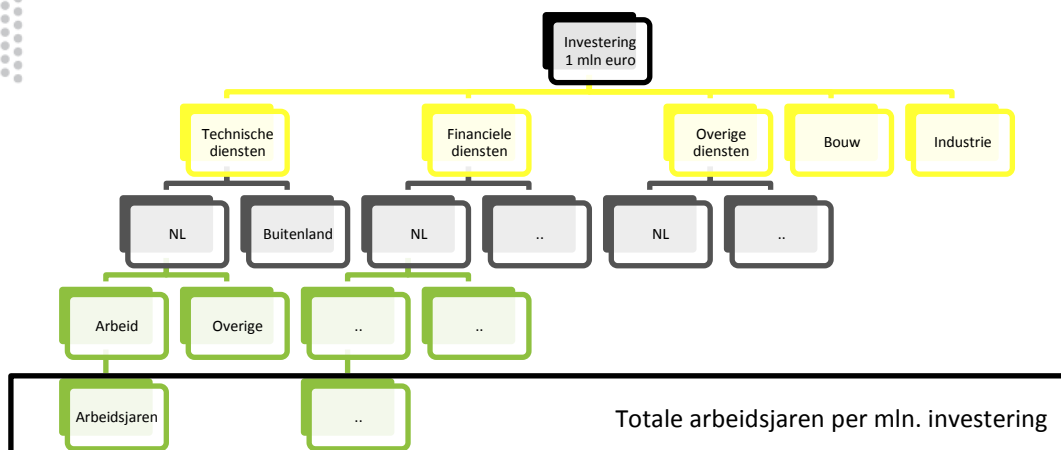 Investering
1 mln euro
Technische
diensten
Financiele
diensten
Overige
diensten
Bouw
Industrie
NL
Buitenland
NL
..
NL
..
Arbeid
Overige
..
..
Arbeidsjaren
..
Totale arbeidsjaren per mln. investering